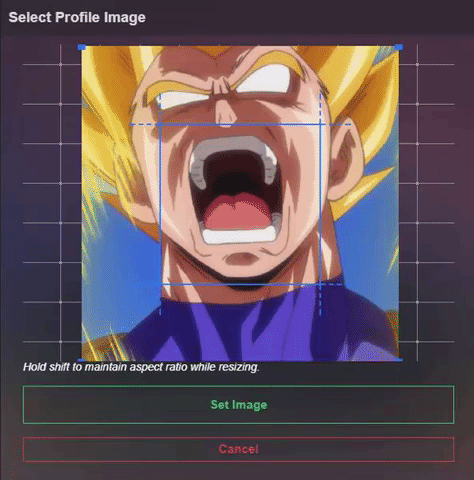 Select Profile Image
Hold shift to maintain aspect ratio while resizing.
Set Image
Cancel